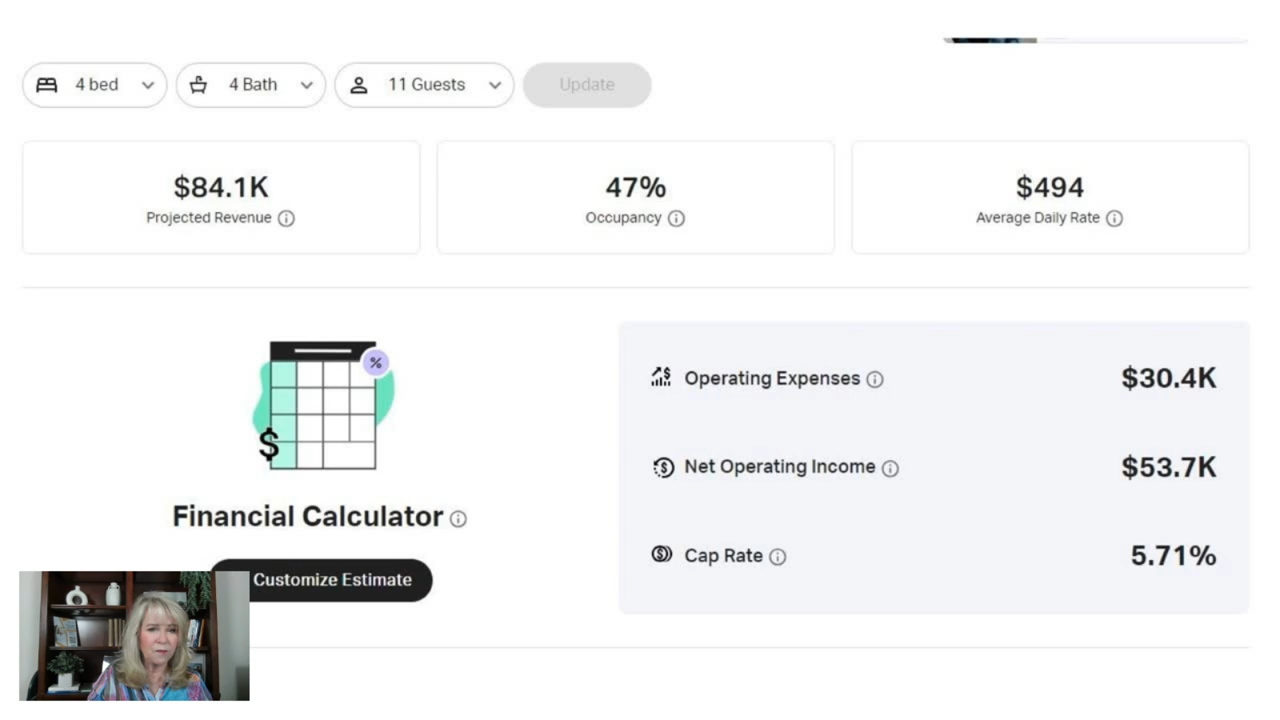 4 bed
4 Bath
11 Guests
Update
$84.1K
Projected Revenue
47%
Occupancy
$494
Average Daily Rate
%
$
Financial Calculator
Customize Estimate
Operating Expenses
$30.4K
Net Operating Income
$53.7K
Cap Rate
5.71%